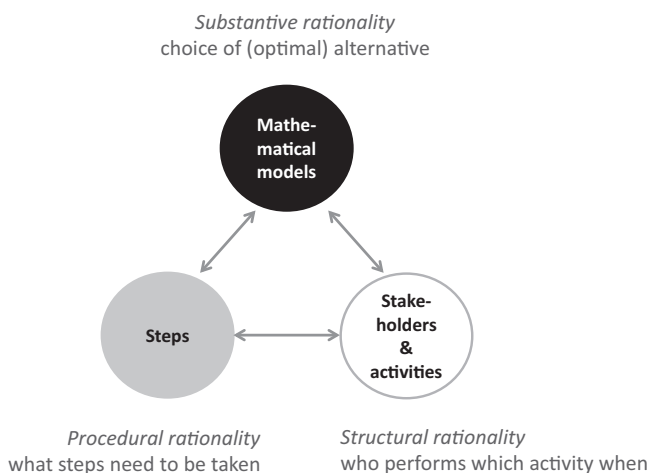 Substantive rationality
choice of (optimal) alternative
Mathe-
matical
models
Steps
Stake-
holders
&
activities
Procedural rationality
what steps need to be taken
Structural rationality
who performs which activity when